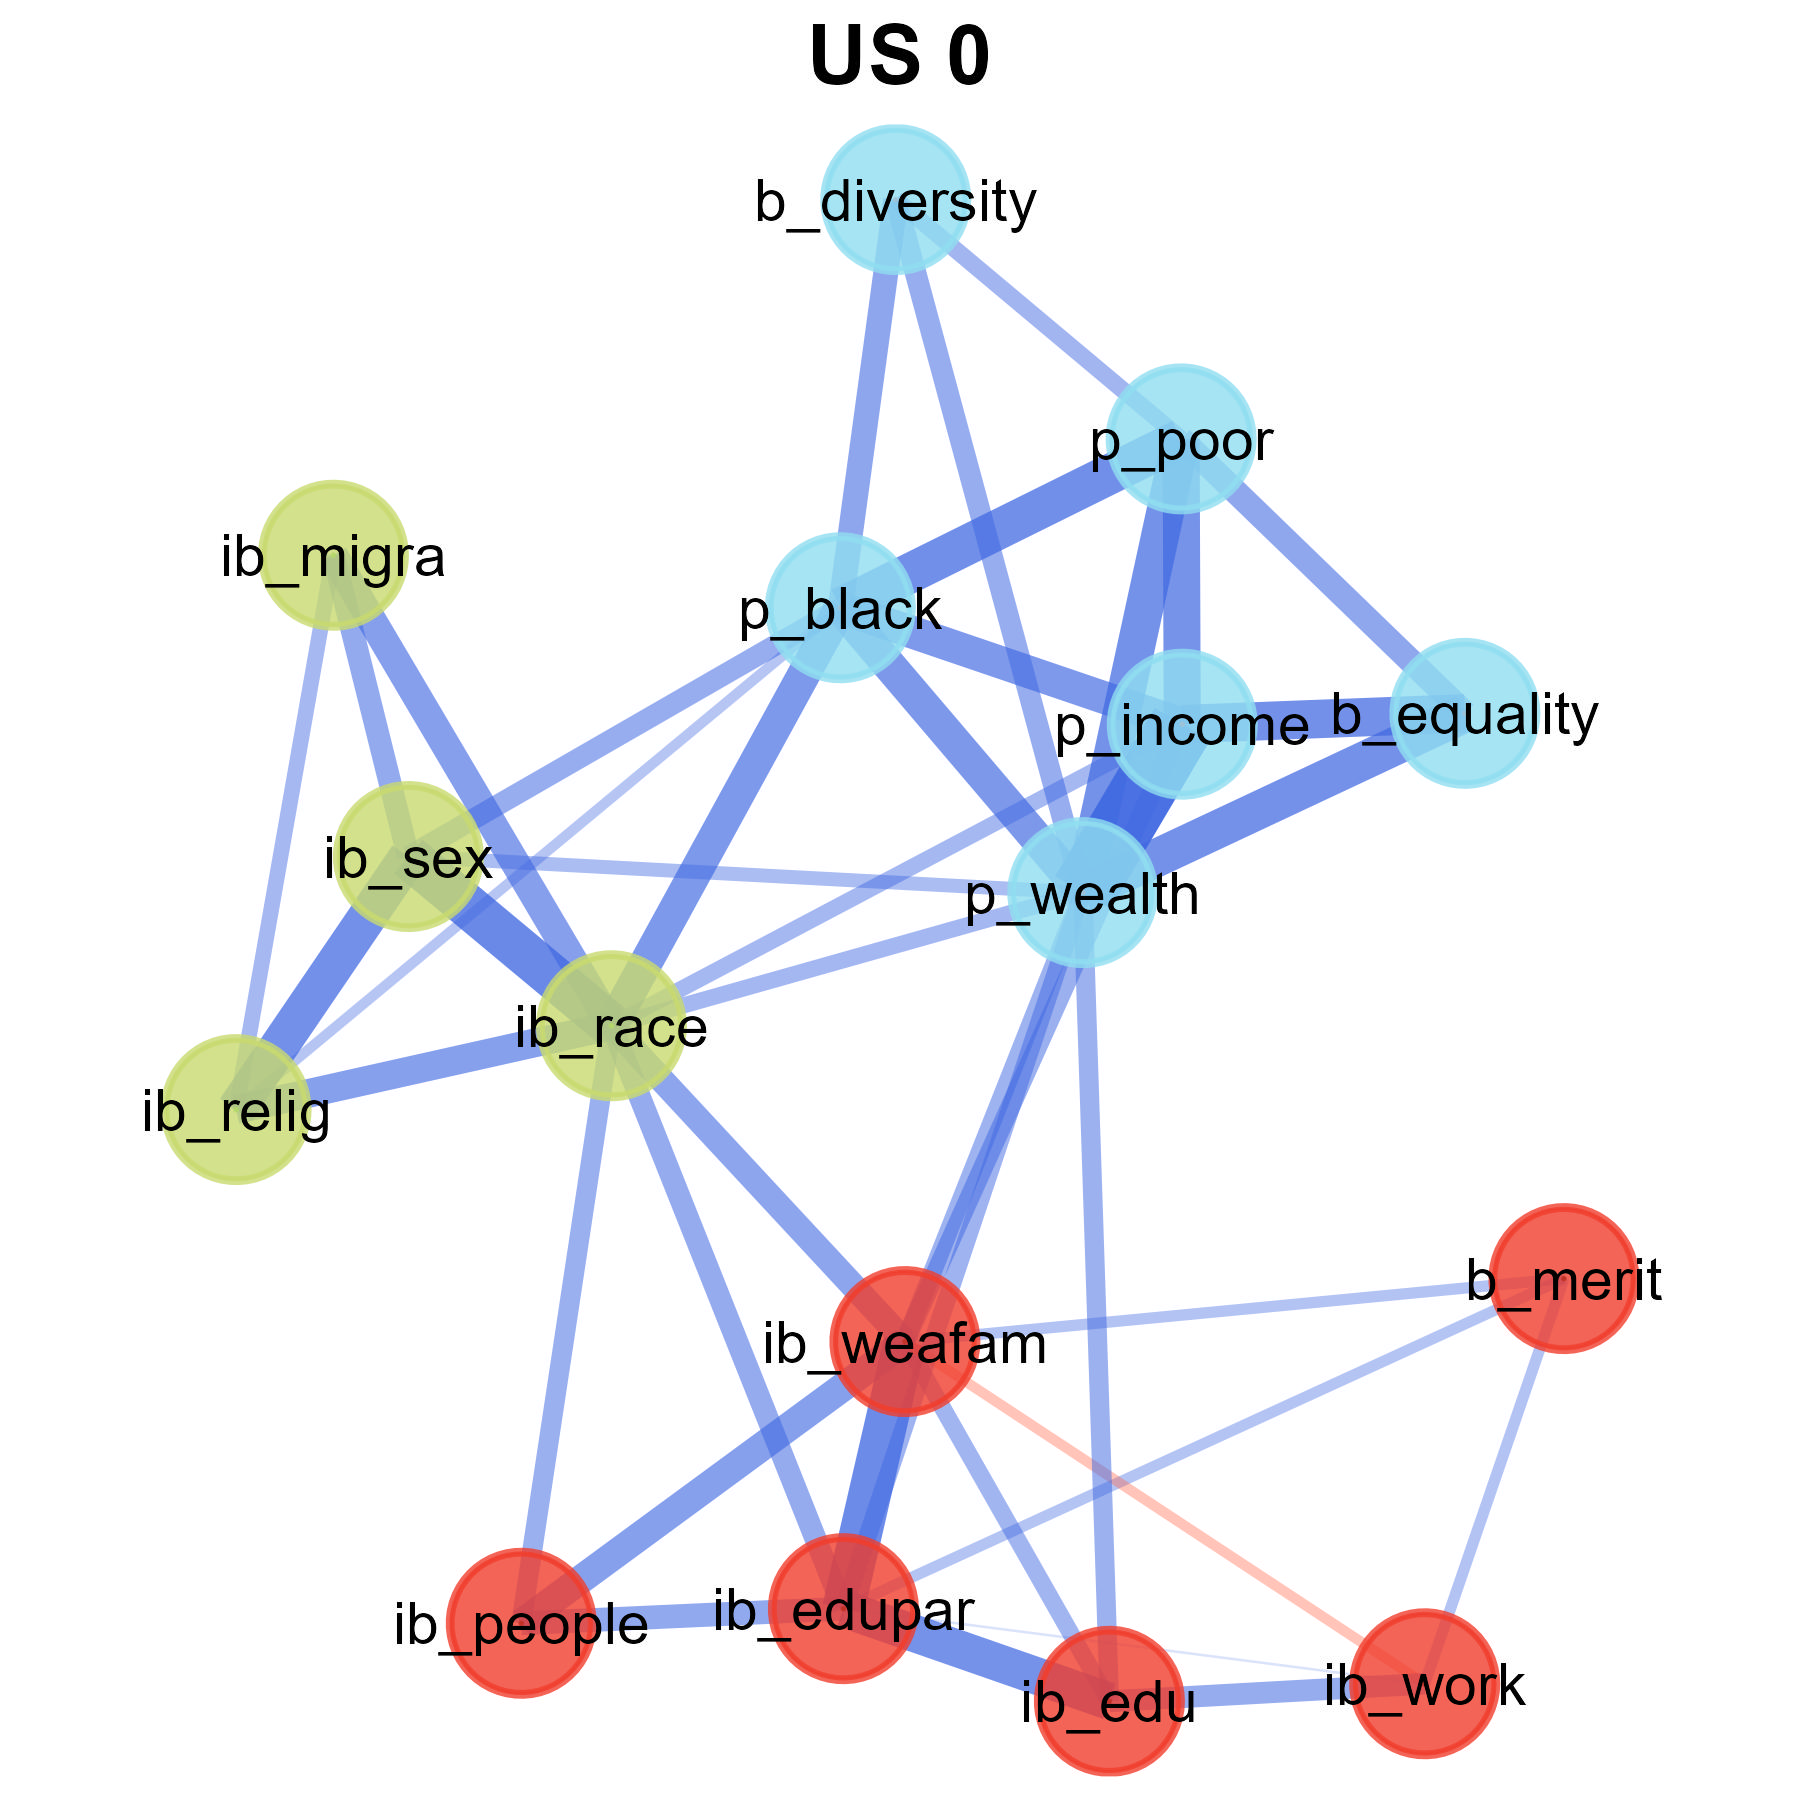 US 0
b_diversity
p_poor
ib_migra
p_black
p_income
b_equality
ib_sex
p_wealth
ib_race
ib_relig
b_merit
ib_weafam
ib_people
ib_edupar
ib_edu
ib_work